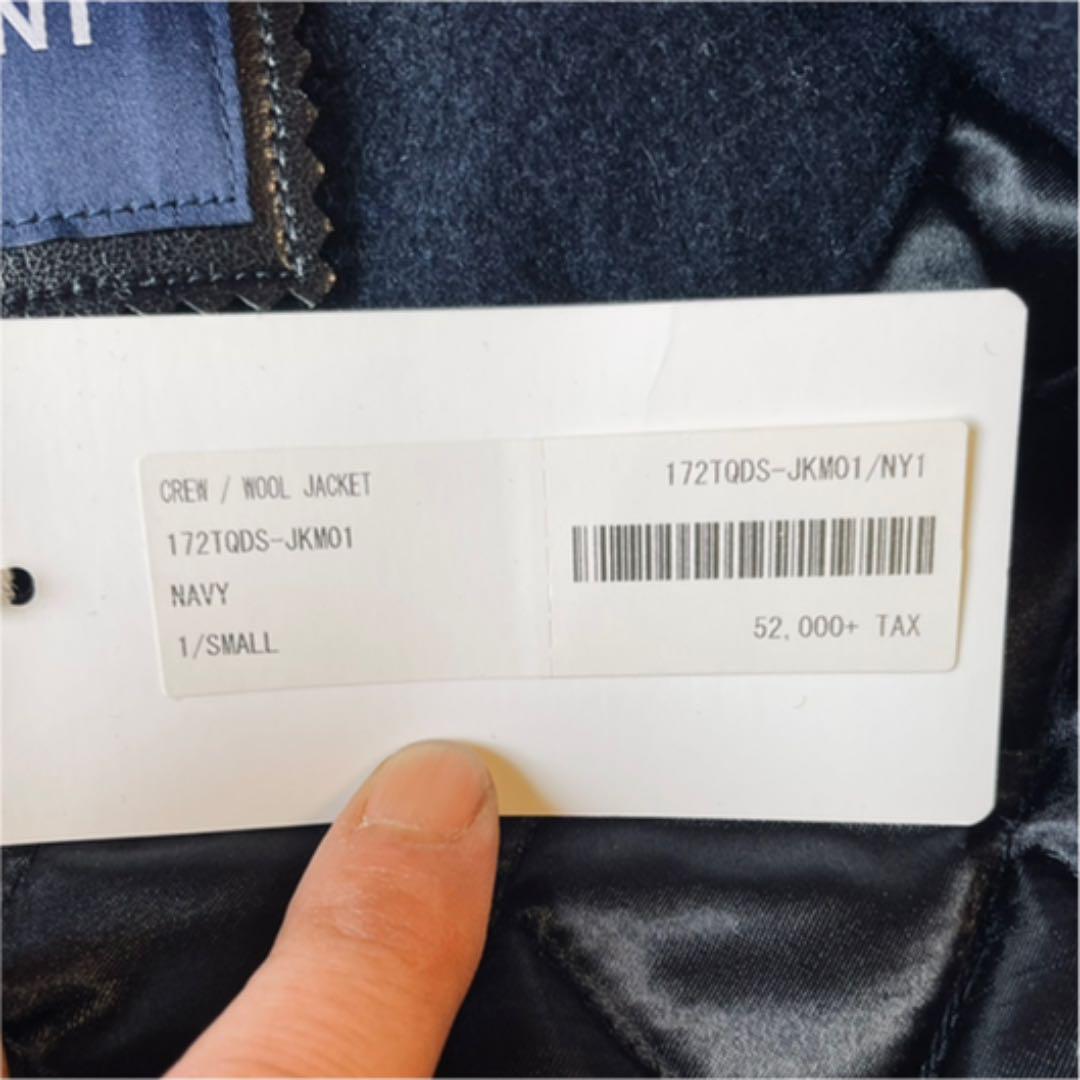 CREW / WOOL JACKET
172TQDS-JKM01
NAVY
1/SMALL
172TQDS-JKM01/NY1
52,000+ TAX